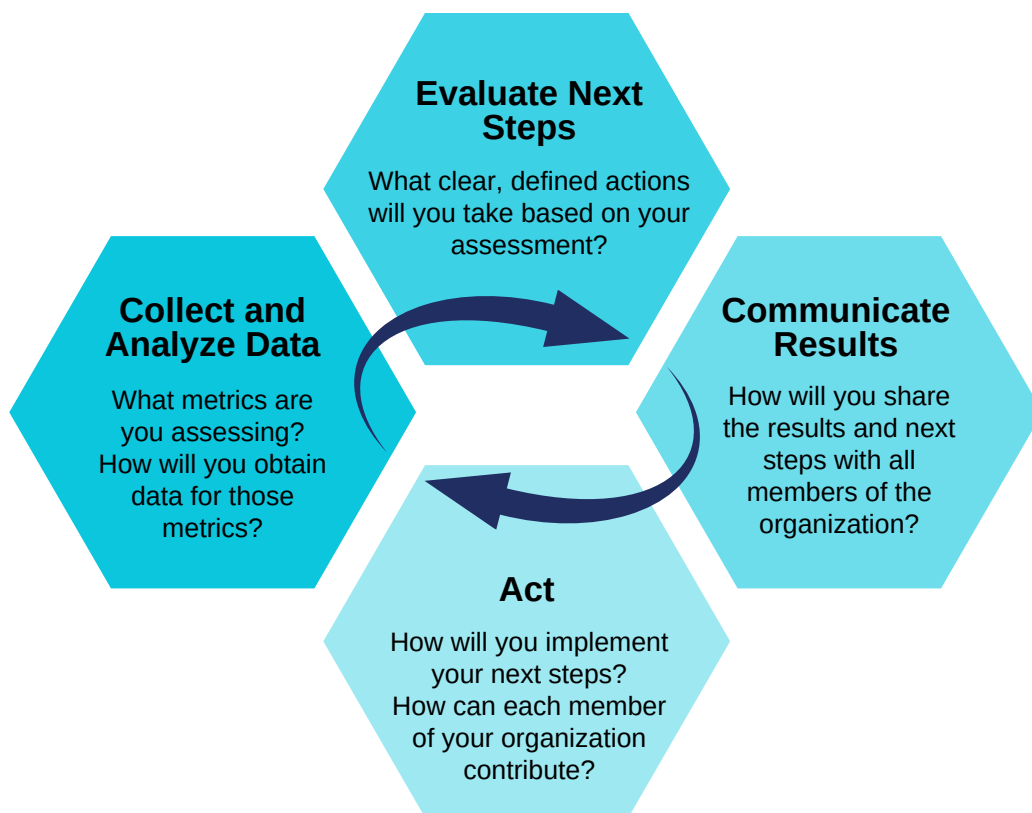 Evaluate Next
Steps
What clear, defined actions
will you take based on your
assessment?
Collect and
Analyze Data
What metrics are
you assessing?
How will you obtain
data for those
metrics?
Communicate
Results
How will you share
the results and next
steps with all
members of the
organization?
Act
How will you implement
your next steps?
How can each member
of your organization
contribute?